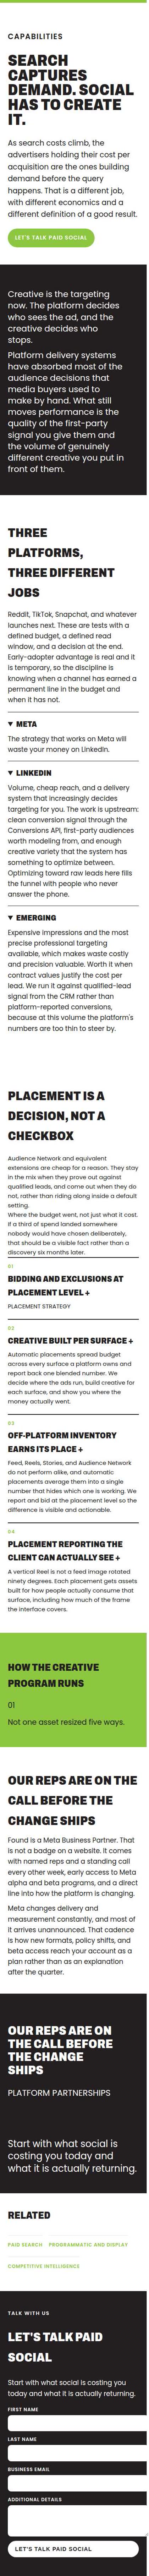 CAPABILITIES
SEARCH
CAPTURES
DEMAND. SOCIAL
HAS TO CREATE
IT.
As search costs climb, the
advertisers holding their cost per
acquisition are the ones building
demand before the query
happens. That is a different job,
with different economics and a
different definition of a good result.
LET'S TALK PAID SOCIAL
Creative is the targeting
now. The platform decides
who sees the ad, and the
creative decides who
stops.
Platform delivery systems
have absorbed most of the
audience decisions that
media buyers used to
make by hand. What still
moves performance is the
quality of the first-party
signal you give them and
the volume of genuinely
different creative you put in
front of them.
THREE
PLATFORMS,
THREE DIFFERENT
JOBS
Reddit, TikTok, Snapchat, and whatever
launches next. These are tests with a
defined budget, a defined read
window, and a decision at the end.
Early-adopter advantage is real and it
is temporary, so the discipline is
knowing when a channel has earned a
permanent line in the budget and
when it has not.
▼ META
The strategy that works on Meta will
waste your money on LinkedIn.
▼ LINKEDIN
Volume, cheap reach, and a delivery
system that increasingly decides
targeting for you. The work is upstream:
clean conversion signal through the
Conversions API, first-party audiences
worth modeling from, and enough
creative variety that the system has
something to optimize between.
Optimizing toward raw leads here fills
the funnel with people who never
answer the phone.
▼ EMERGING
Expensive impressions and the most
precise professional targeting
available, which makes waste costly
and precision valuable. Worth it when
contract values justify the cost per
lead. We run it against qualified-lead
signal from the CRM rather than
platform-reported conversions,
because at this volume the platform's
numbers are too thin to steer by.
PLACEMENT IS A
DECISION, NOT A
CHECKBOX
Audience Network and equivalent
extensions are cheap for a reason. They stay
in the mix when they prove out against
qualified leads, and come out when they do
not, rather than riding along inside a default
setting.
Where the budget went, not just what it cost.
If a third of spend landed somewhere
nobody would have chosen deliberately,
that should be a visible fact rather than a
discovery six months later.
01
BIDDING AND EXCLUSIONS AT
PLACEMENT LEVEL +
PLACEMENT STRATEGY
02
CREATIVE BUILT PER SURFACE +
Automatic placements spread budget
across every surface a platform owns and
report back one blended number. We
decide where the ads run, build creative for
each surface, and show you where the
money actually went.
03
OFF-PLATFORM INVENTORY
EARNS ITS PLACE +
Feed, Reels, Stories, and Audience Network
do not perform alike, and automatic
placements average them into a single
number that hides which one is working. We
report and bid at the placement level so the
difference is visible and actionable.
04
PLACEMENT REPORTING THE
CLIENT CAN ACTUALLY SEE +
A vertical Reel is not a feed image rotated
ninety degrees. Each placement gets assets
built for how people actually consume that
surface, including how much of the frame
the interface covers.
HOW THE CREATIVE
PROGRAM RUNS
01
Not one asset resized five ways.
OUR REPS ARE ON THE
CALL BEFORE THE
CHANGE SHIPS
Found is a Meta Business Partner. That
is not a badge on a website. It comes
with named reps and a standing call
every other week, early access to Meta
alpha and beta programs, and a direct
line into how the platform is changing.
Meta changes delivery and
measurement constantly, and most of
it arrives unannounced. That cadence
is how new formats, policy shifts, and
beta access reach your account as a
plan rather than as an explanation
after the quarter.
OUR REPS ARE ON
THE CALL BEFORE
THE CHANGE
SHIPS
PLATFORM PARTNERSHIPS
Start with what social is
costing you today and
what it is actually returning.
RELATED
PAID SEARCH PROGRAMMATIC AND DISPLAY
COMPETITIVE INTELLIGENCE
TALK WITH US
LET'S TALK PAID
SOCIAL
Start with what social is costing you
today and what it is actually returning.
FIRST NAME
LAST NAME
BUSINESS EMAIL
ADDITIONAL DETAILS
LET'S TALK PAID SOCIAL